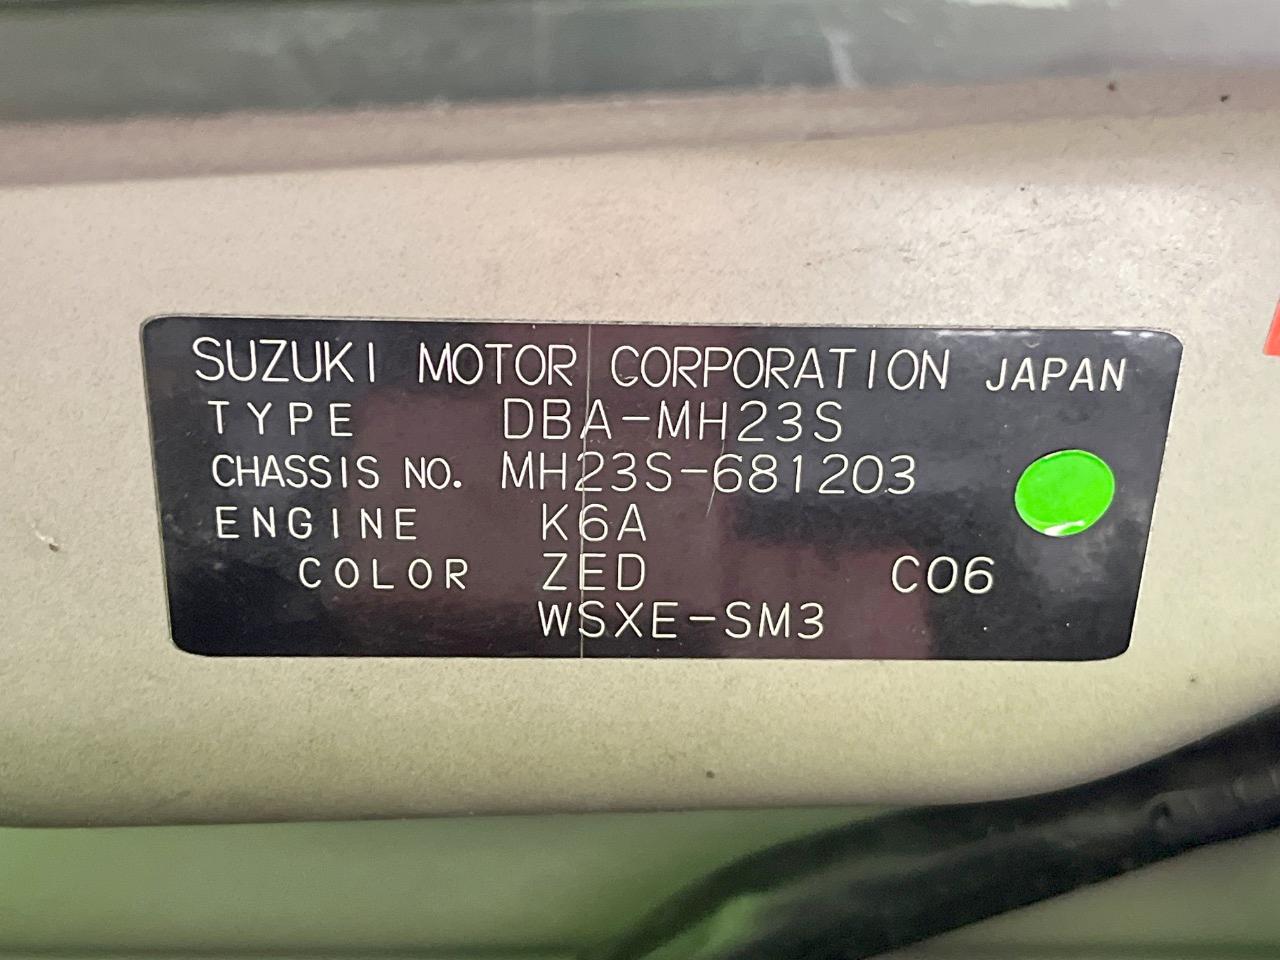 SUZUKI MOTOR CORPORATION JAPAN
TYPE DBA-MH23S
CHASSIS NO. MH23S-681203
ENGINE K6A
COLOR ZED C06
WSXE-SM3